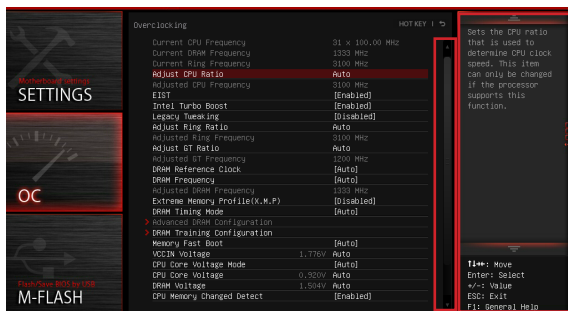 Motherboard settings
SETTINGS
OC
Flash/Save BIOS by USB
M-FLASH
Overclocking
HOT KEY
Current CPU Frequency 31 x 100.00 MHz
Current DRAM Frequency 1333 MHz
Current Ring Frequency 3100 MHz
Adjust CPU Ratio Auto
Adjusted CPU Frequency 3100 MHz
EIST [Enabled]
Intel Turbo Boost [Enabled]
Legacy Tweaking [Disabled]
Adjust Ring Ratio Auto
Adjusted Ring Frequency 3100 MHz
Adjust GT Ratio Auto
Adjusted GT Frequency 1200 MHz
DRAM Reference Clock [Auto]
DRAM Frequency [Auto]
Adjusted DRAM Frequency 1333 MHz
Extreme Memory Profile(X.M.P) [Disabled]
DRAM Timing Mode [Auto]
> Advanced DRAM Configuration
> DRAM Training Configuration
Memory Fast Boot [Auto]
VCCIN Voltage 1.776V Auto
CPU Core Voltage Mode [Auto]
CPU Core Voltage 0.920V Auto
DRAM Voltage 1.504V Auto
CPU Memory Changed Detect [Enabled]
Sets the CPU ratio
that is used to
determine CPU clock
speed. This item
can only be changed
if the processor
supports this
function.
↑↓→←: Move
Enter: Select
+/-: Value
ESC: Exit
F1: General Help